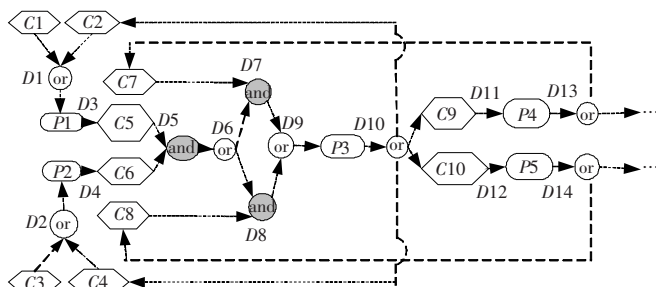 C1 C2
D1 or
C7
D7
and
D3
P1 C5 D5
and
D6
or
D9
or
P3
D10
or
C9 D11 P4 D13 or
P2 C6
D4
C10 D12 P5 D14 or
D2 or
C8
and
D8
C3 C4